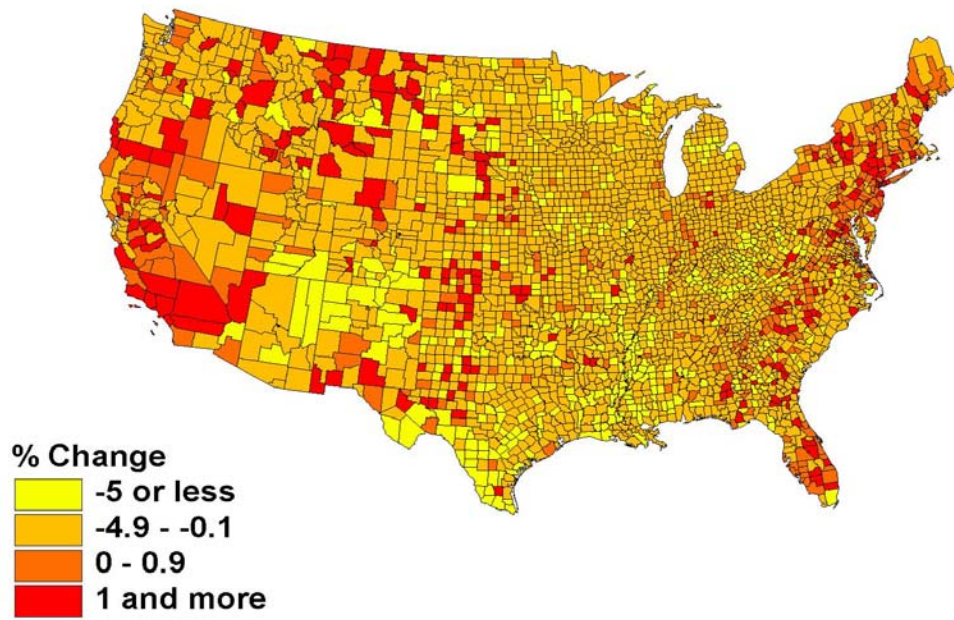 % Change
-5 or less
-4.9 - -0.1
0 - 0.9
1 and more